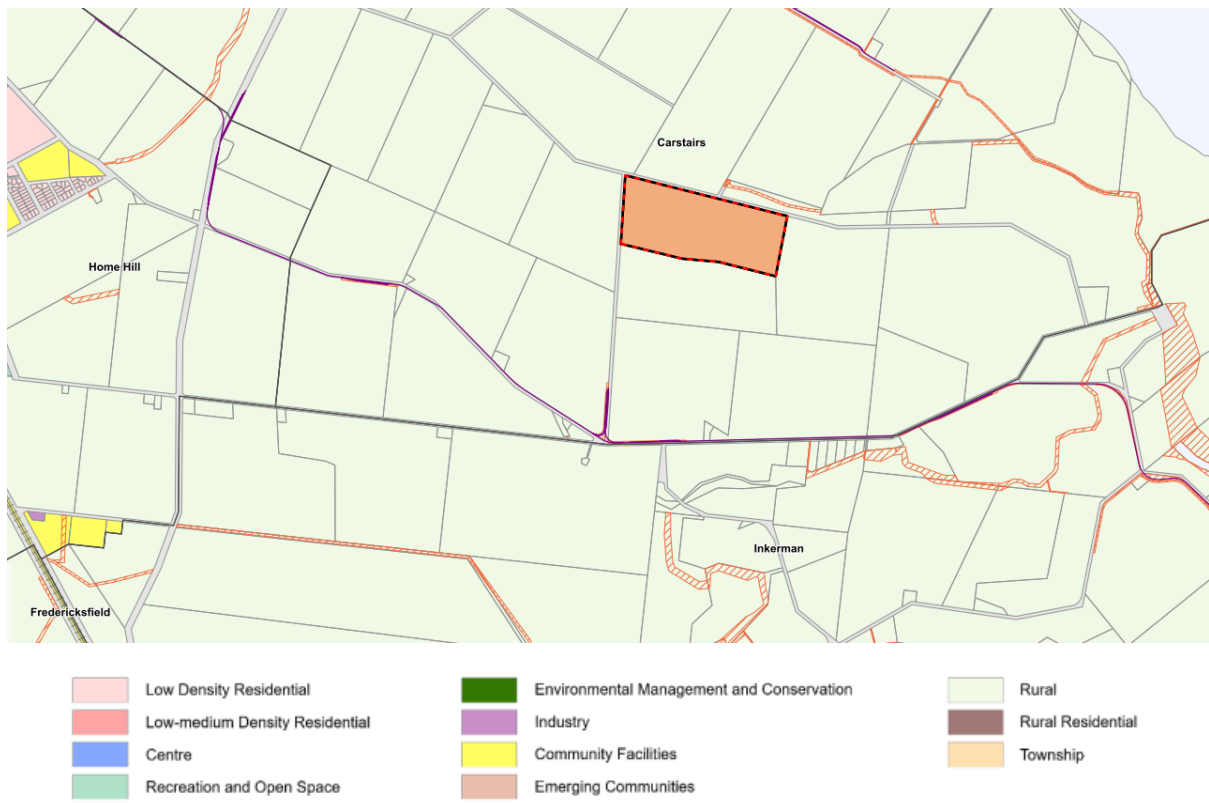 Carstairs
Home Hill
Inkerman
Fredericksfield
Low Density Residential
Low-medium Density Residential
Centre
Recreation and Open Space
Environmental Management and Conservation
Industry
Community Facilities
Emerging Communities
Rural
Rural Residential
Township